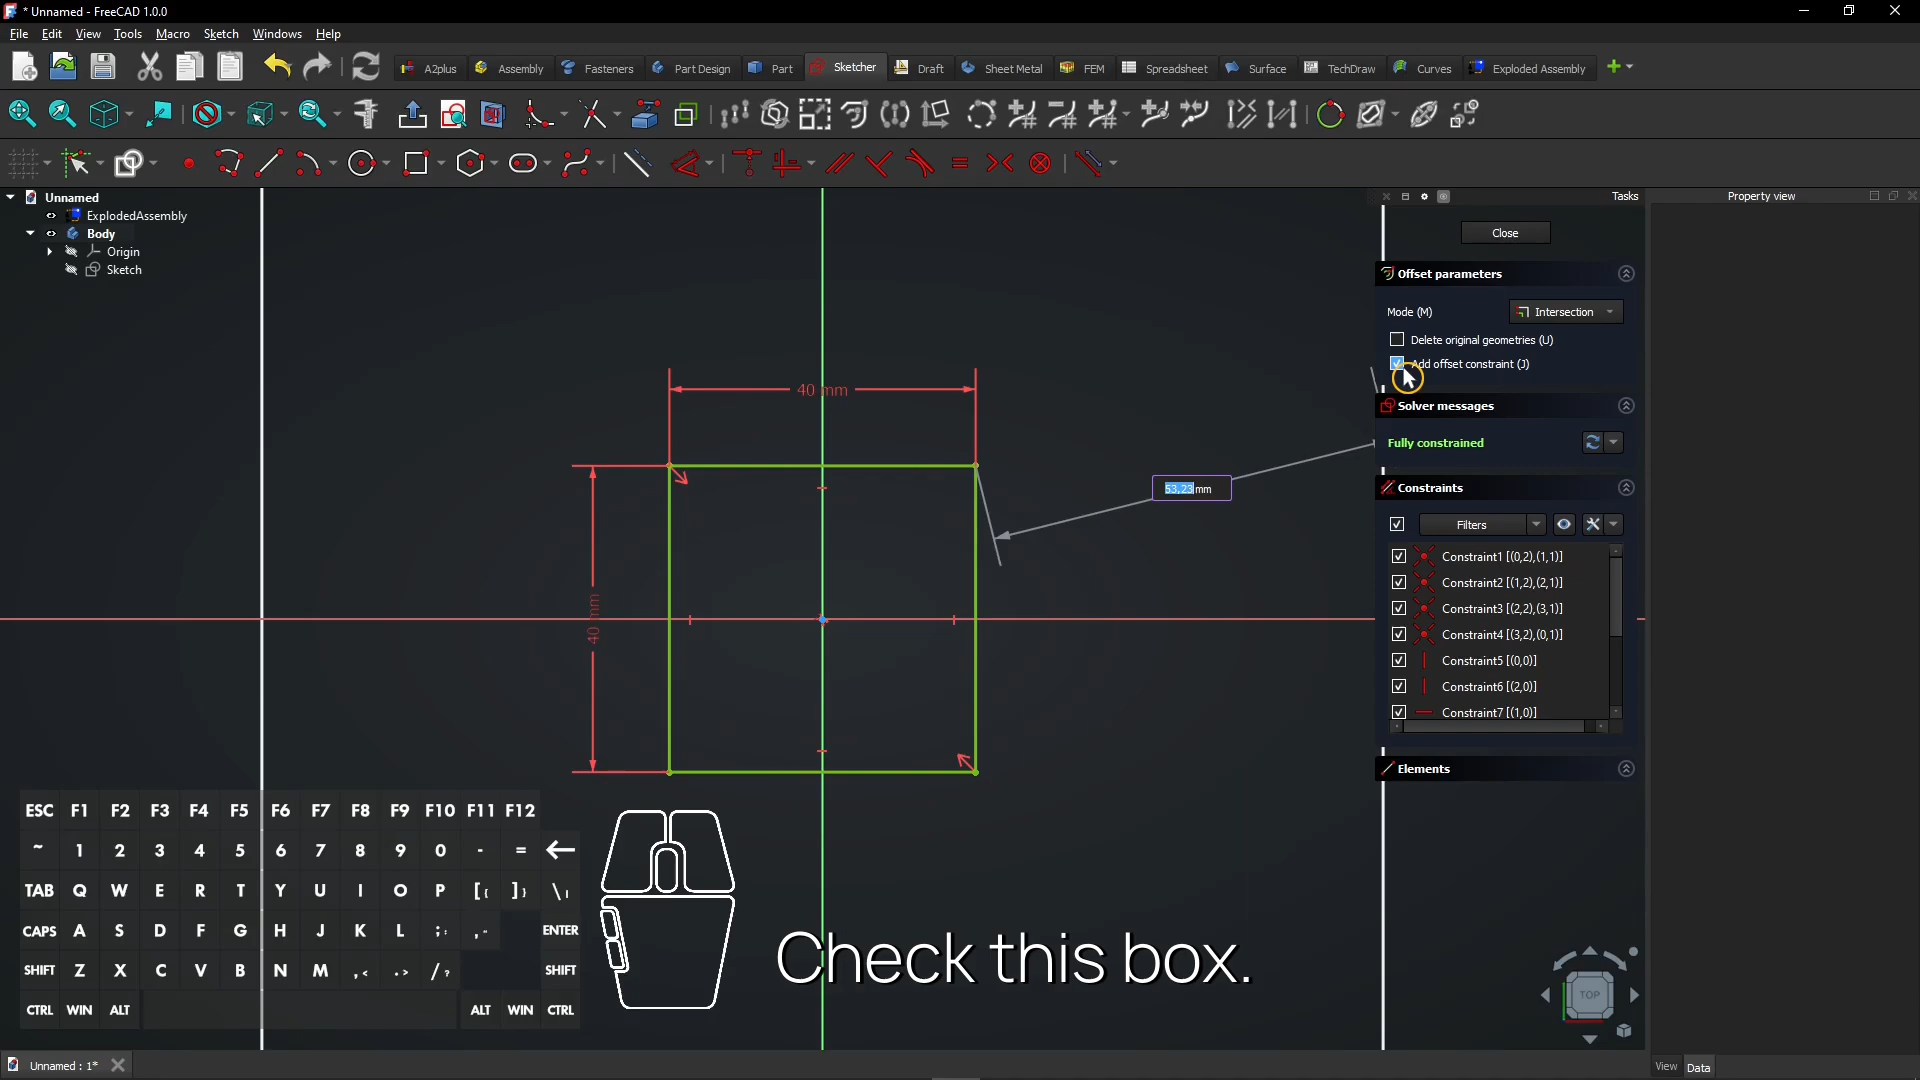 * Unnamed - FreeCAD 1.0.0
File Edit View Tools Macro Sketch Windows Help
A2plus Assembly Fasteners Part Design Part Sketcher Draft Sheet Metal FEM Spreadsheet Surface TechDraw Curves Exploded Assembly
Unnamed
ExplodedAssembly
Body
Origin
Sketch
Tasks
Property view
Close
Offset parameters
Mode (M) Intersection
Delete original geometries (U)
Add offset constraint (J)
Solver messages
Fully constrained
Constraints
Filters
Constraint1 [(0,2),(1,1)]
Constraint2 [(1,2),(2,1)]
Constraint3 [(2,2),(3,1)]
Constraint4 [(3,2),(0,1)]
Constraint5 [(0,0)]
Constraint6 [(2,0)]
Constraint7 [(1,0)]
Elements
40 mm
53,23 mm
40 mm
ESC F1 F2 F3 F4 F5 F6 F7 F8 F9 F10 F11 F12
~ 1 2 3 4 5 6 7 8 9 0 - =
TAB Q W E R T Y U I O P [{ ]} \|
CAPS A S D F G H J K L ;: ,“ ENTER
SHIFT Z X C V B N M ,< .> /? SHIFT
CTRL WIN ALT ALT WIN CTRL
Check this box.
TOP
Unnamed : 1*
View Data